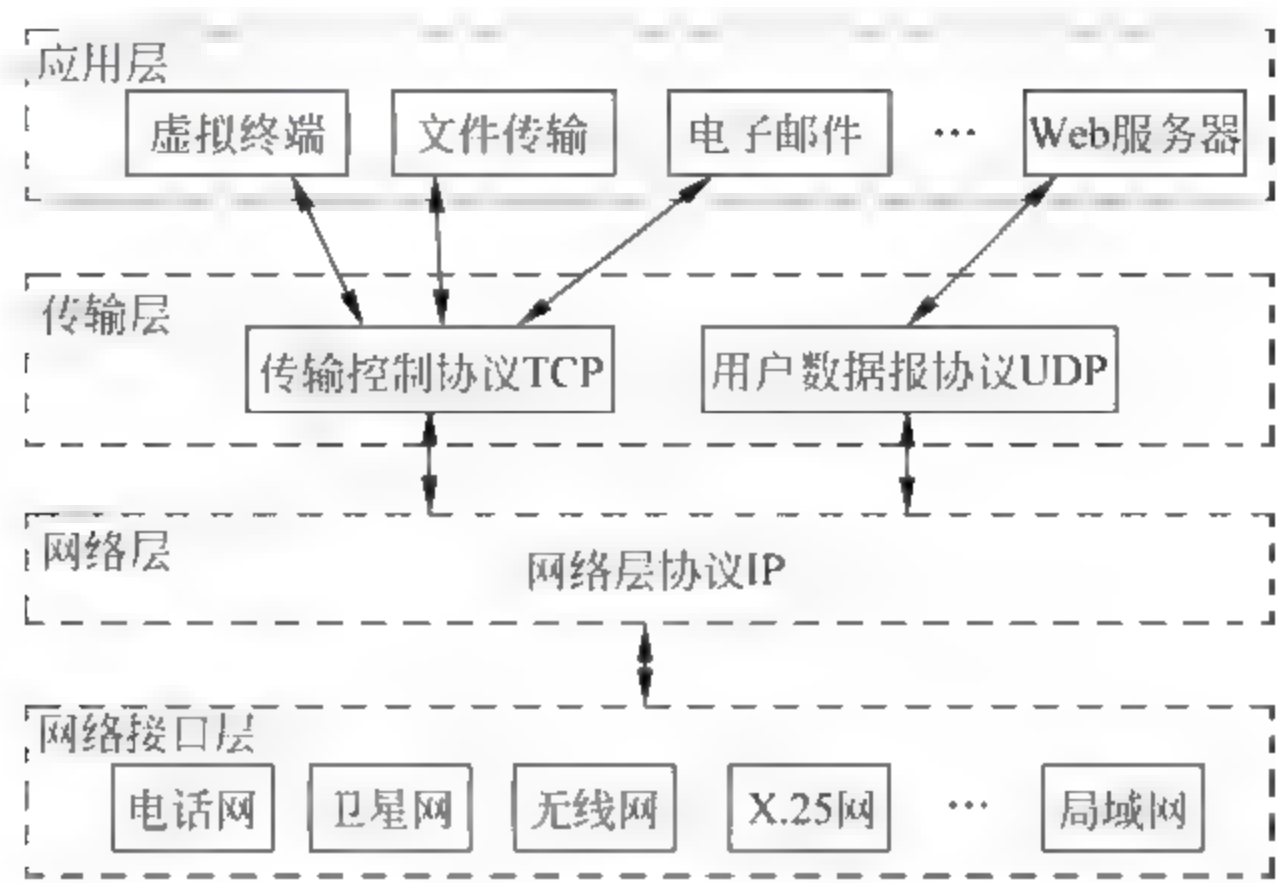 应用层
虚拟终端
文件传输
电子邮件
···
Web服务器
传输层
传输控制协议TCP
用户数据报协议UDP
网络层
网络层协议IP
网络接口层
电话网
卫星网
无线网
X.25网
···
局域网